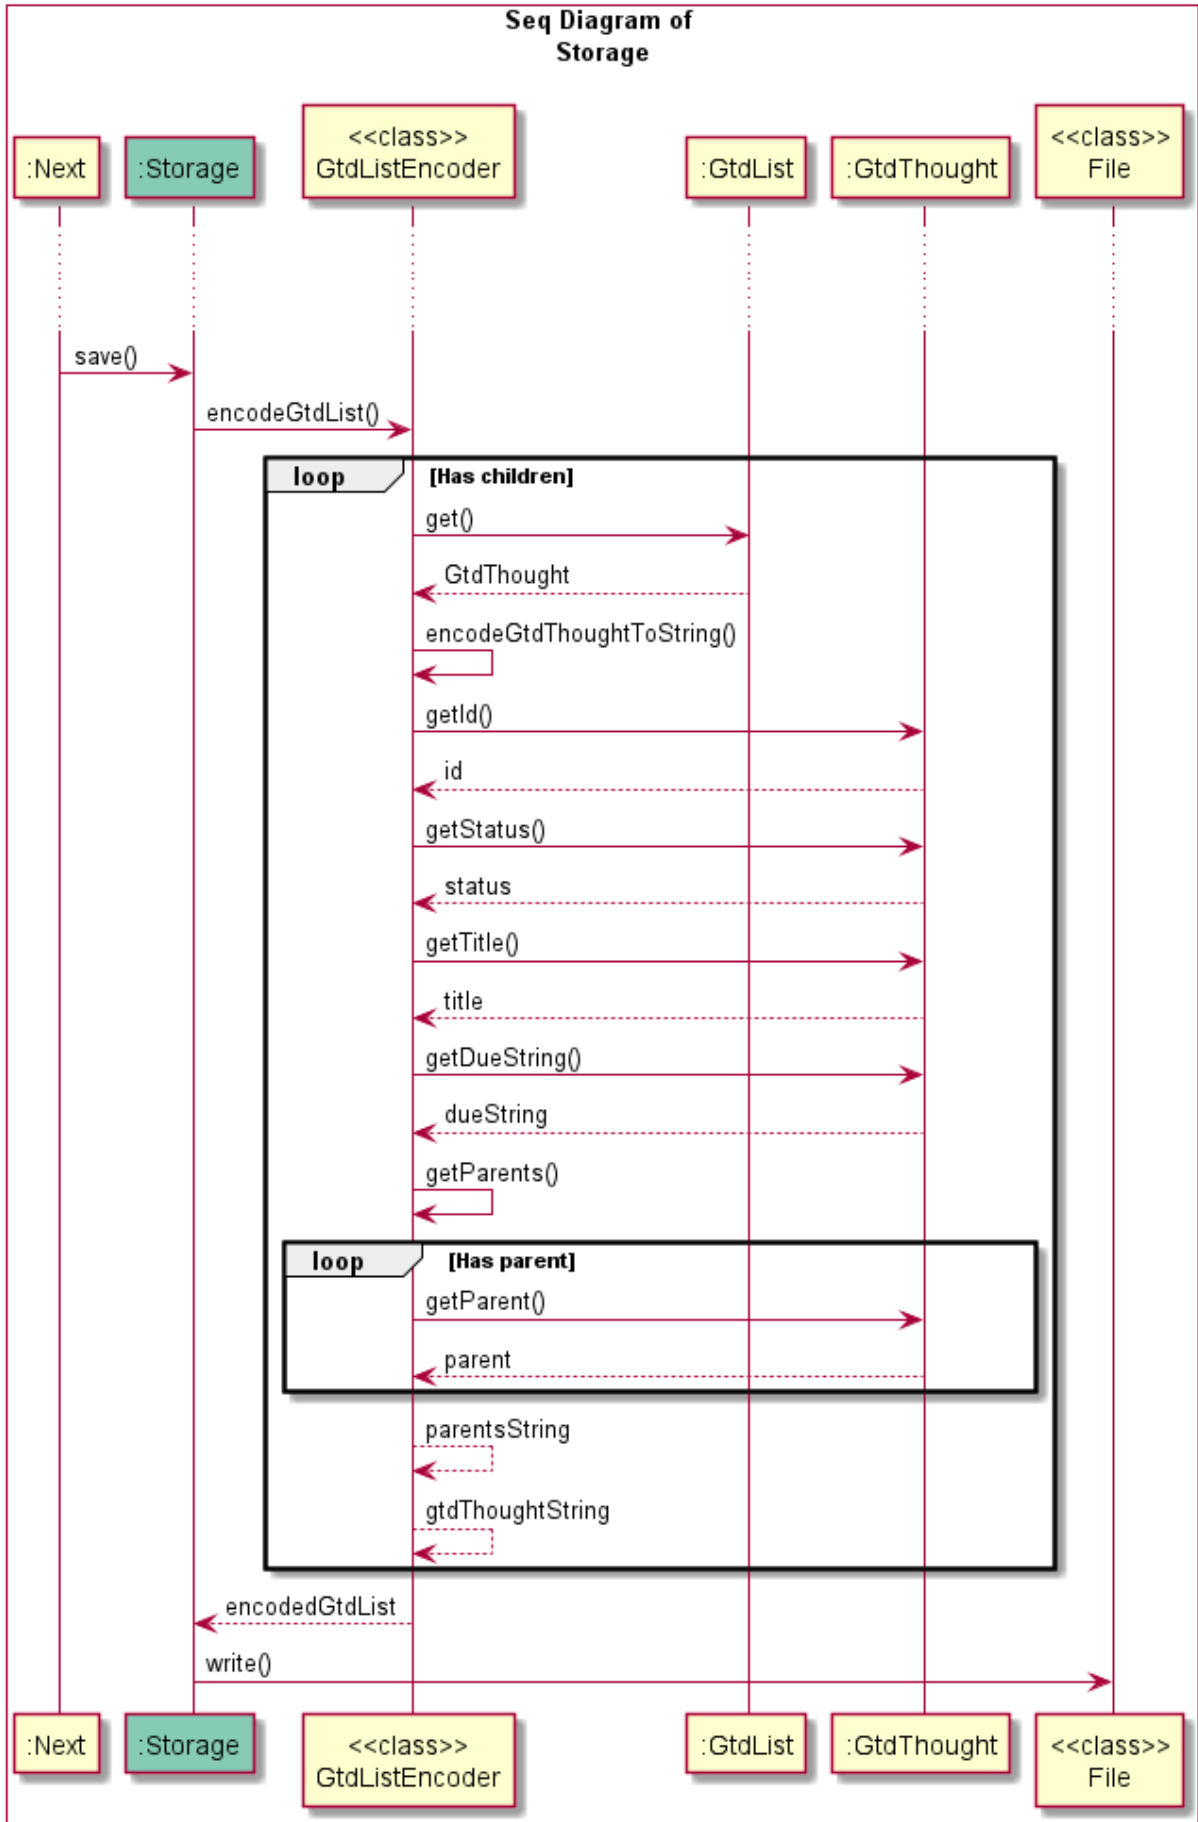 Seq Diagram of
Storage
:Next
:Storage
<<class>>
GtdListEncoder
:GtdList
:GtdThought
<<class>>
File
save()
encodeGtdList()
loop
[Has children]
get()
GtdThought
encodeGtdThoughtToString()
getId()
id
getStatus()
status
getTitle()
title
getDueString()
dueString
getParents()
loop
[Has parent]
getParent()
parent
parentsString
gtdThoughtString
encodedGtdList
write()
:Next
:Storage
<<class>>
GtdListEncoder
:GtdList
:GtdThought
<<class>>
File